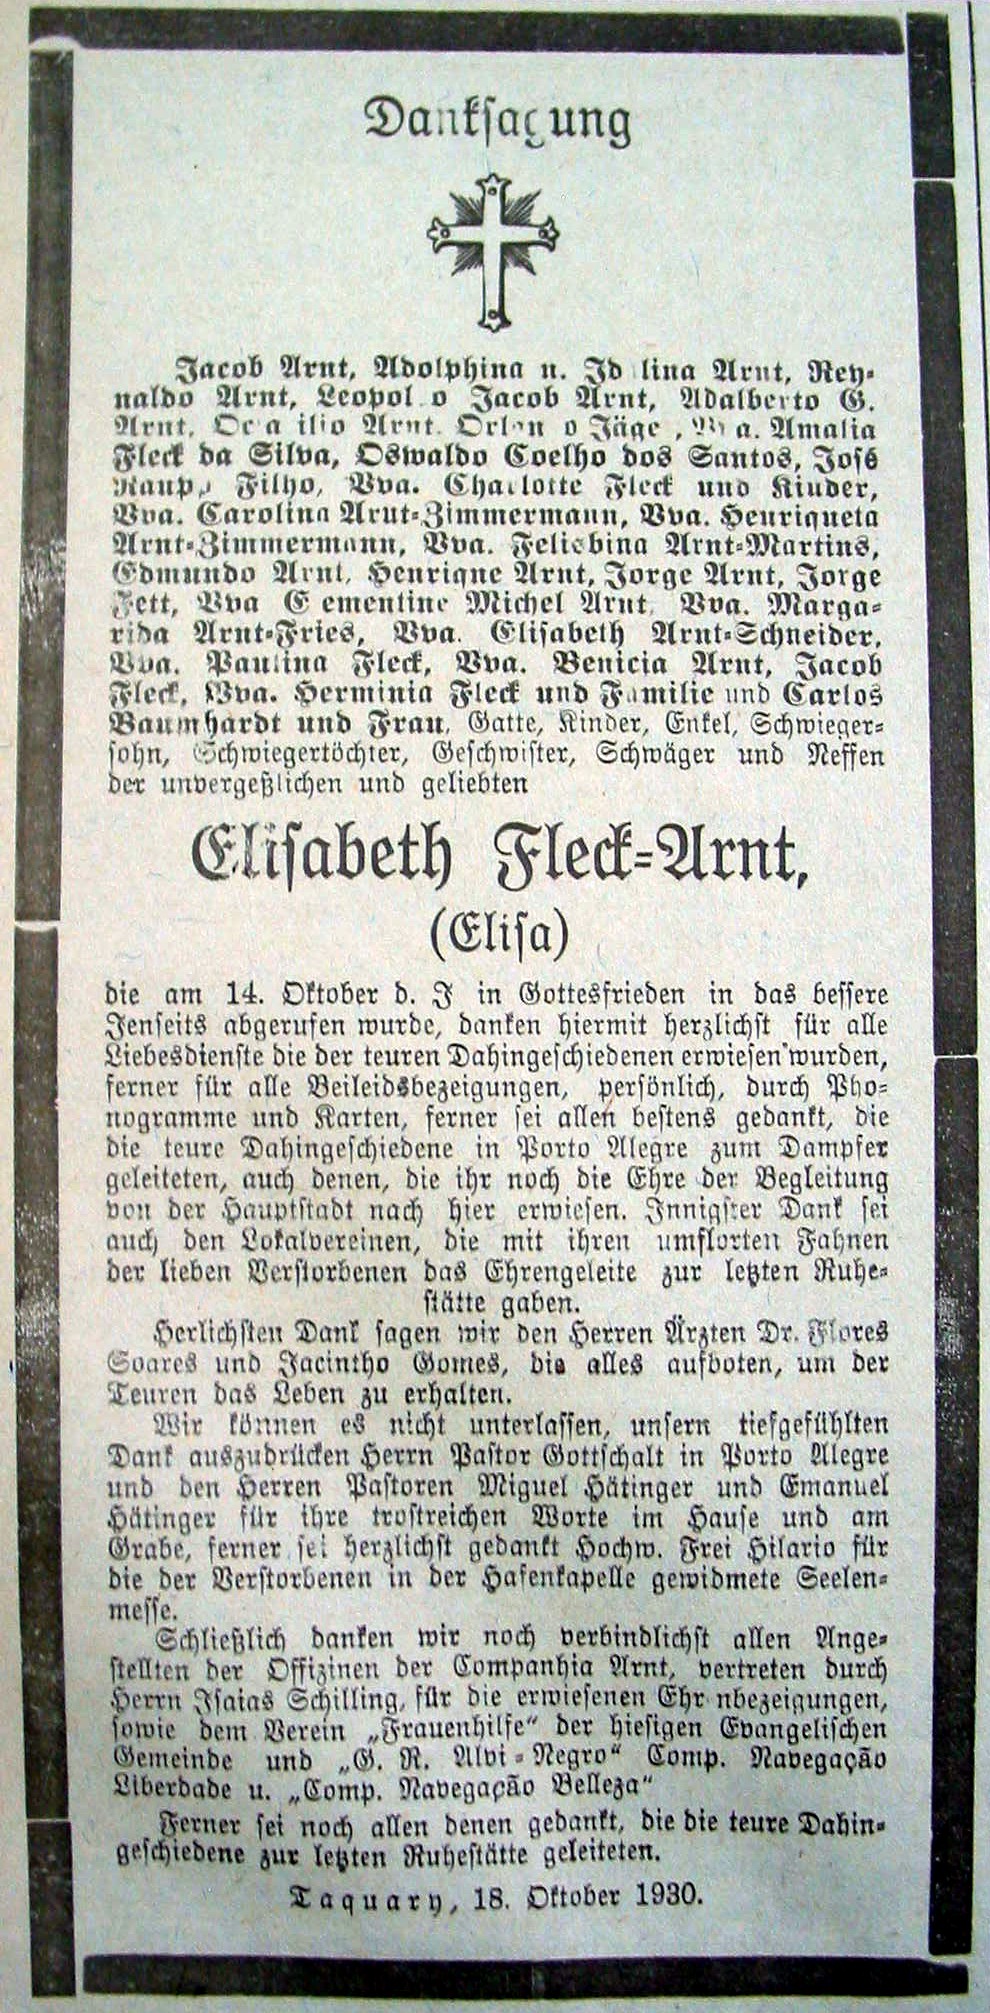 Danksagung
Jacob Arnt, Adolphina u. Id lina Arnt, Rey-
naldo Arnt, Leopol o Jacob Arnt, Adalberto G.
Arnt, Oc a ilio Arnt, o Jäge , a. Amalia
Fleck da Silva, Oswaldo Coelho dos Santos, José
Raupp Filho, Vva. Charlotte Fleck und Kinder,
Vva. Carolina Arnt-Zimmermann, Vva. Henriqueta
Arnt-Zimmermann, Vva. Felisbina Arnt-Martins,
Edmundo Arnt, Henrique Arnt, Jorge Arnt, Jorge
Fett, Vva E ementine Michel Arnt, Vva. Marga-
rida Arnt-Fries, Vva. Elisabeth Arnt-Schneider,
Vva. Paulina Fleck, Vva. Benicia Arnt, Jacob
Fleck, Vva. Herminia Fleck und Familie und Carlos
Baumhardt und Frau, Gatte, Kinder, Enkel, Schwieger-
sohn, Schwiegertöchter, Geschwister, Schwäger und Neffen
der unvergeßlichen und geliebten
Elisabeth Fleck-Arnt,
(Elisa)
die am 14. Oktober d. J in Gottesfrieden in das bessere
Jenseits abgerufen wurde, danken hiermit herzlichst für alle
Liebesdienste die der teuren Dahingeschiedenen erwiesen wurden,
ferner für alle Beileidsbezeigungen, persönlich, durch Pho-
nogramme und Karten, ferner sei allen bestens gedankt, die
die teure Dahingeschiedene in Porto Alegre zum Dampfer
geleiteten, auch denen, die ihr noch die Ehre der Begleitung
von der Hauptstadt nach hier erwiesen. Innigster Dank sei
auch den Lokalvereinen, die mit ihren umflorten Fahnen
der lieben Verstorbenen das Ehrengeleite zur letzten Ruhe-
stätte gaben.
Herlichsten Dank sagen wir den Herren Ärzten Dr. Flores
Soares und Jacintho Gomes, die alles aufboten, um der
Teuren das Leben zu erhalten.
Wir können es nicht unterlassen, unsern tiefgefühlten
Dank auszudrücken Herrn Pastor Gottschalk in Porto Alegre
und den Herren Pastoren Miguel Hätinger und Emanuel
Hätinger für ihre trostreichen Worte im Hause und am
Grabe, ferner sei herzlichst gedankt Hochw. Frei Hilario für
die der Verstorbenen in der Hafenkapelle gewidmete Seelen-
messe.
Schließlich danken wir noch verbindlichst allen Ange-
stellten der Offizinen der Companhia Arnt, vertreten durch
Herrn Isaias Schilling, für die erwiesenen Ehr nbezeigungen,
sowie dem Verein „Frauenhilfe“ der hiesigen Evangelischen
Gemeinde und „G. R. Alvi-Negro“ Comp. Navegação
Liberdade u. „Comp. Navegação Belleza“
Ferner sei noch allen denen gedankt, die die teure Dahin-
geschiedene zur letzten Ruhestätte geleiteten.
Taquary, 18. Oktober 1930.